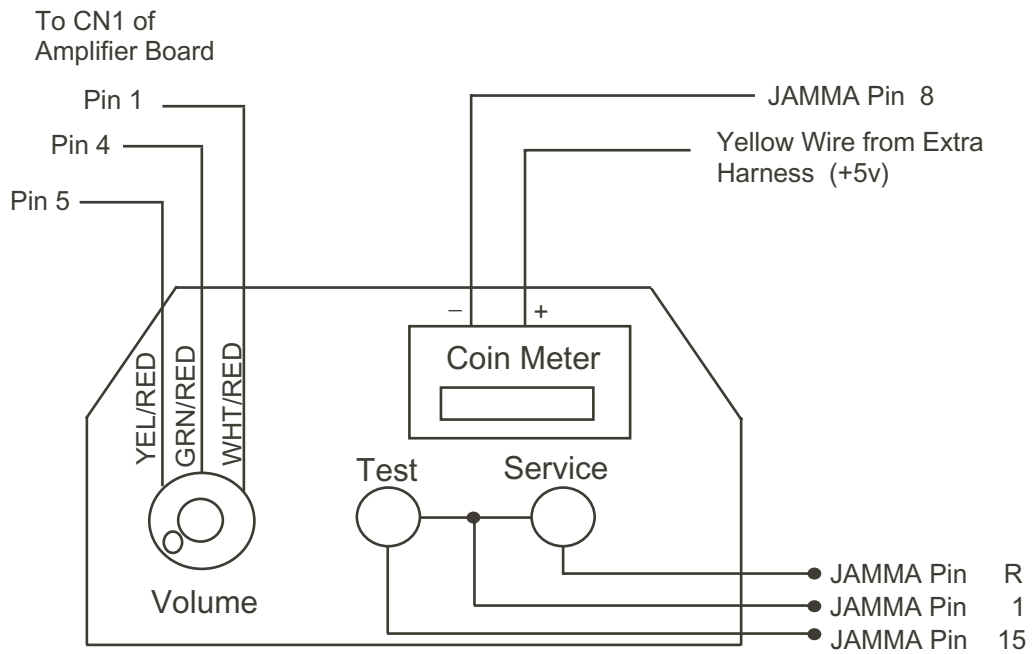 To CN1 of
Amplifier Board
Pin 1
Pin 4
Pin 5
JAMMA Pin 8
Yellow Wire from Extra
Harness (+5v)
– +
Coin Meter
YEL/RED
GRN/RED
WHT/RED
Test
Service
Volume
JAMMA Pin R
JAMMA Pin 1
JAMMA Pin 15